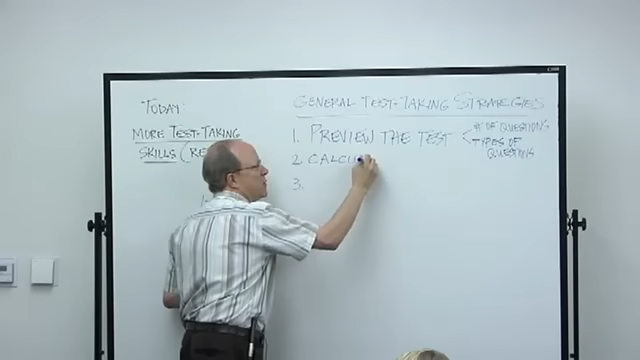 "TODAY
MORE TEST-TAKING
SKILLS (RE
GENERAL TEST-TAKING STRATEGIES
1. PREVIEW THE TEST
# OF QUESTIONS
TYPES OF
QUESTIONS
2. CALCU
3.